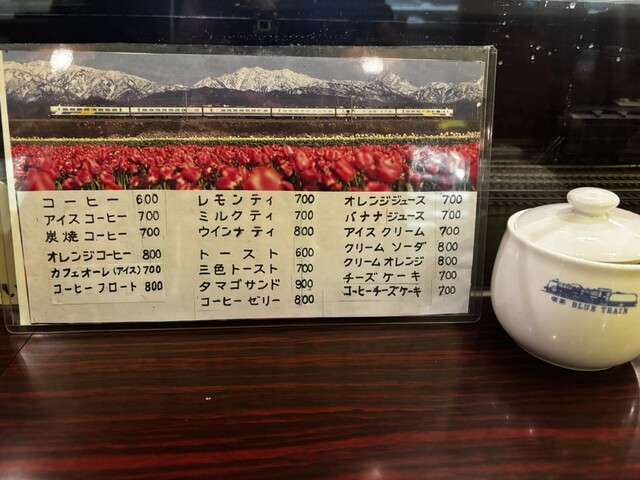 コーヒー 600
アイスコーヒー 700
炭焼コーヒー 700
オレンジコーヒー 800
カフェオーレ(アイス) 700
コーヒーフロート 800
レモンティ 700
ミルクティ 700
ウインナティ 800
トースト 600
三色トースト 700
タマゴサンド 900
コーヒーゼリー 800
オレンジジュース 700
バナナジュース 700
アイスクリーム 700
クリームソーダ 800
クリームオレンジ 800
チーズケーキ 700
コーヒーチーズケーキ 700
BLUE TRAIN